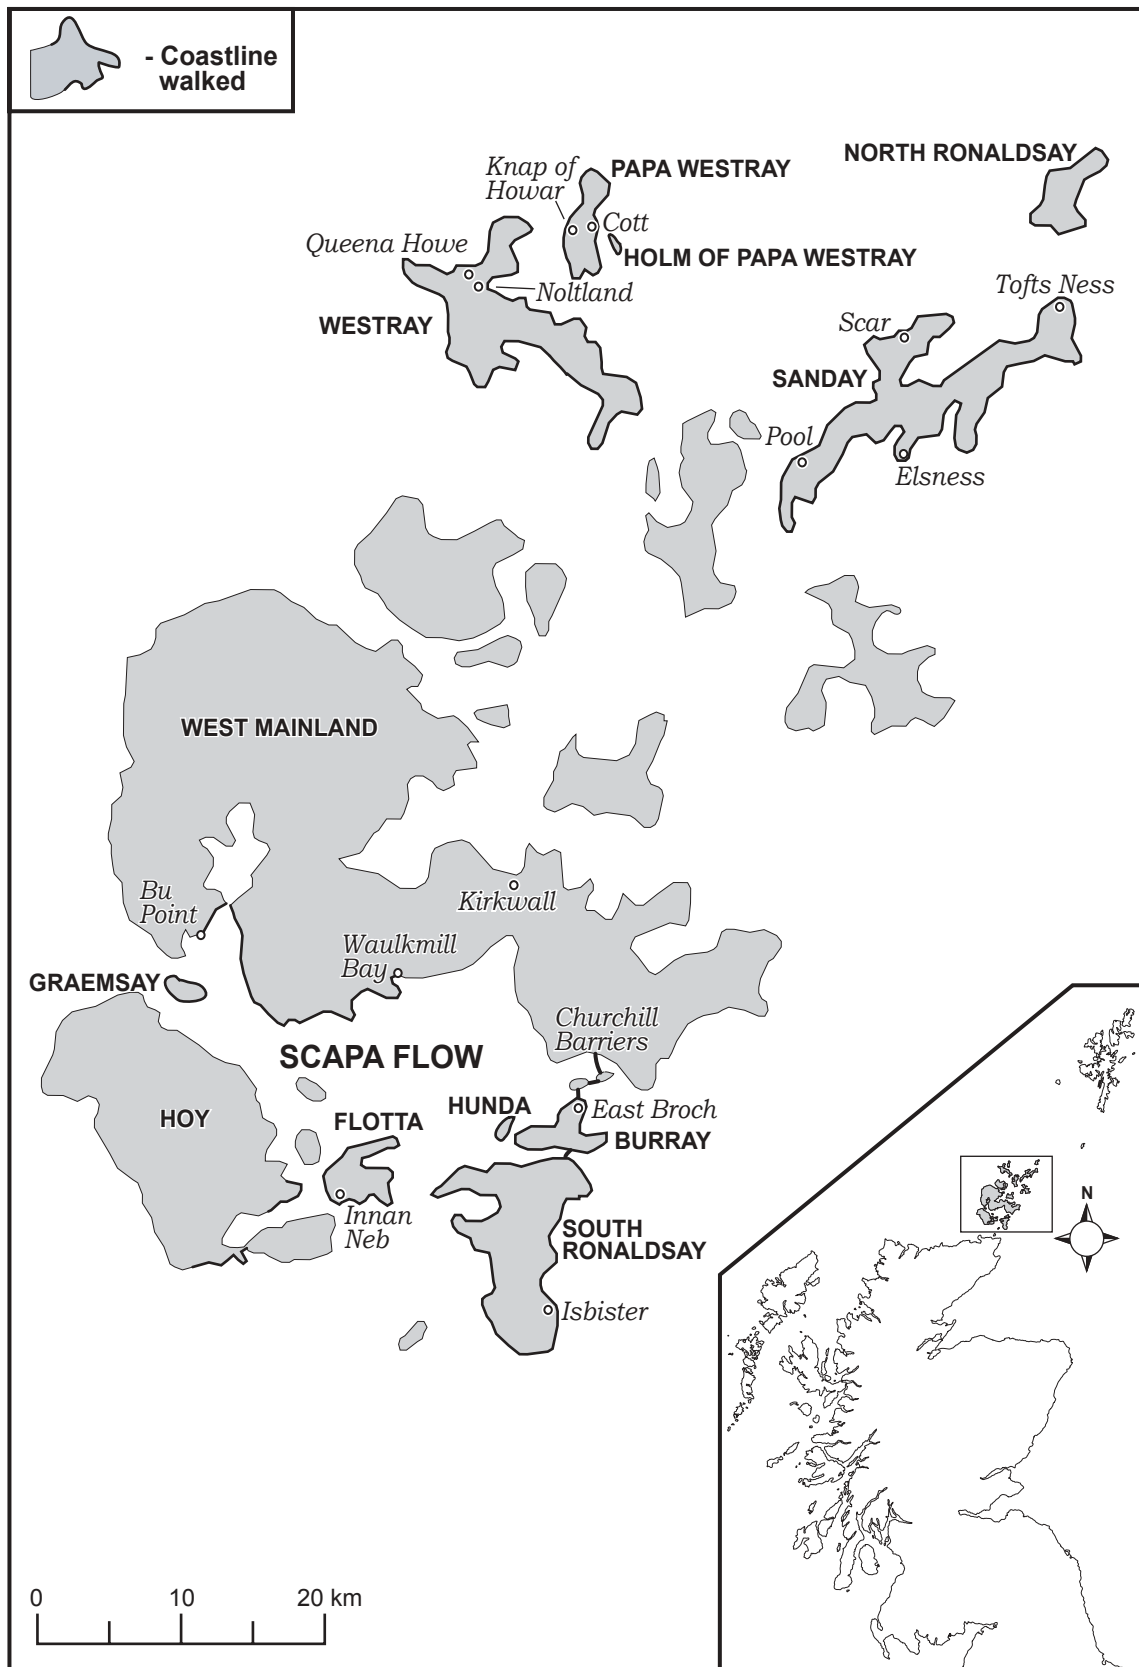 - Coastline
walked
NORTH RONALDSAY
Knap of
Howar
PAPA WESTRAY
Cott
Queena Howe
HOLM OF PAPA WESTRAY
Noltland
Tofts Ness
WESTRAY
Scar
SANDAY
Pool
Elsness
WEST MAINLAND
Bu
Point
Kirkwall
Waulkmill
Bay
GRAEMSAY
Churchill
Barriers
SCAPA FLOW
HOY
FLOTTA
HUNDA
East Broch
BURRAY
Innan
Neb
SOUTH
RONALDSAY
Isbister
N
0 10 20 km